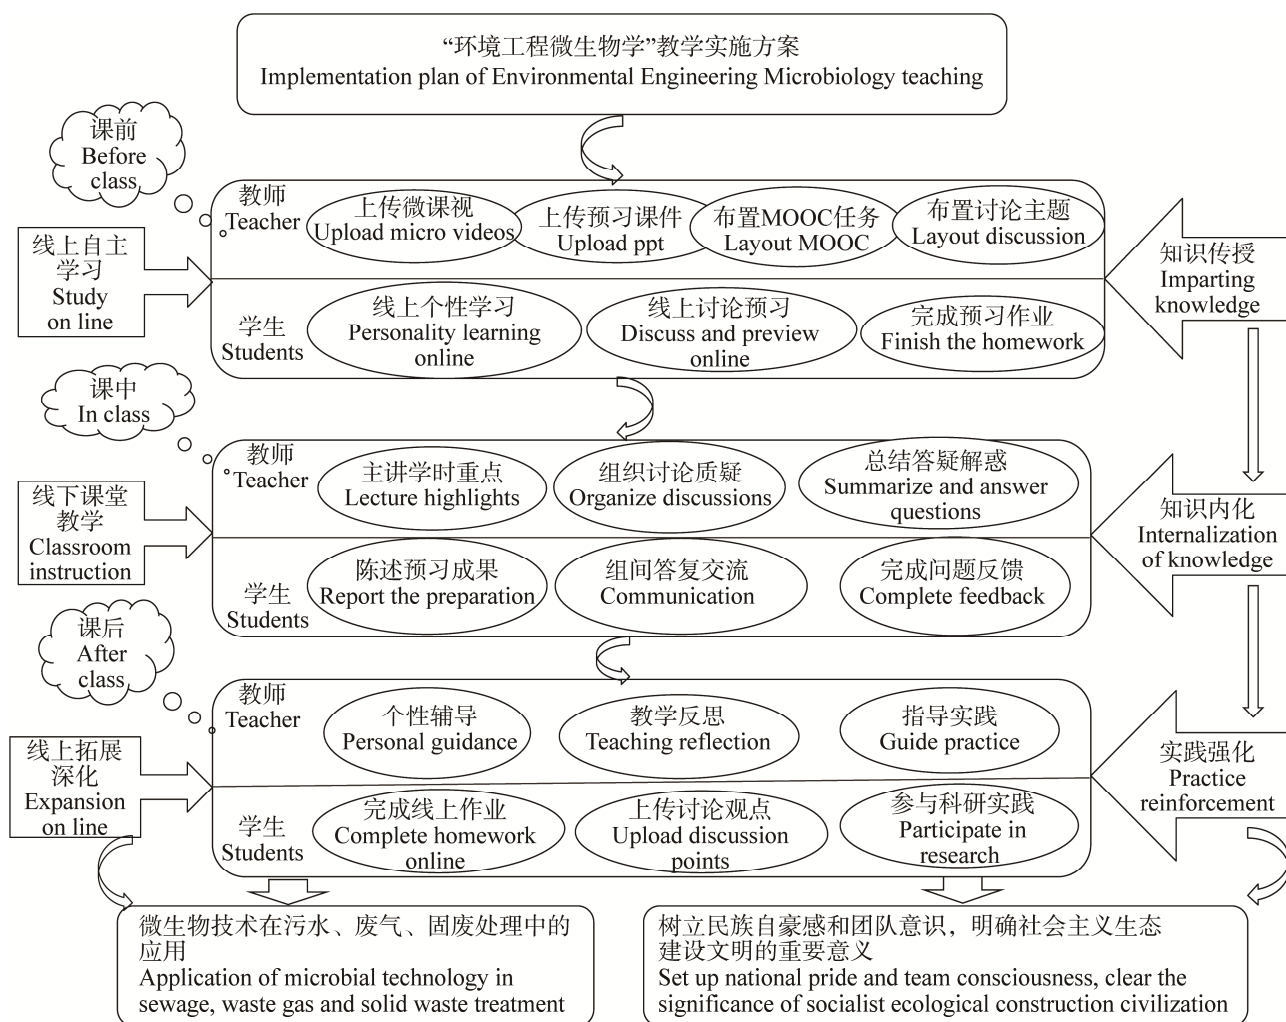 “环境工程微生物学”教学实施方案
Implementation plan of Environmental Engineering Microbiology teaching
课前
Before
class
教师
Teacher
上传微课视
Upload micro videos
上传预习课件
Upload ppt
布置MOOC任务
Layout MOOC
布置讨论主题
Layout discussion
线上自主
学习
Study
on line
知识传授
Imparting
knowledge
学生
Students
线上个性学习
Personality learning
online
线上讨论预习
Discuss and preview
online
完成预习作业
Finish the homework
课中
In class
教师
Teacher
主讲学时重点
Lecture highlights
组织讨论质疑
Organize discussions
总结答疑解惑
Summarize and answer
questions
线下课堂
教学
Classroom
instruction
知识内化
Internalization
of knowledge
学生
Students
陈述预习成果
Report the preparation
组间答复交流
Communication
完成问题反馈
Complete feedback
课后
After
class
教师
Teacher
个性辅导
Personal guidance
教学反思
Teaching reflection
指导实践
Guide practice
线上拓展
深化
Expansion
on line
实践强化
Practice
reinforcement
学生
Students
完成线上作业
Complete homework
online
上传讨论观点
Upload discussion
points
参与科研实践
Participate in
research
微生物技术在污水、废气、固废处理中的
应用
Application of microbial technology in
sewage, waste gas and solid waste treatment
树立民族自豪感和团队意识，明确社会主义生态
建设文明的重要意义
Set up national pride and team consciousness, clear the
significance of socialist ecological construction civilization